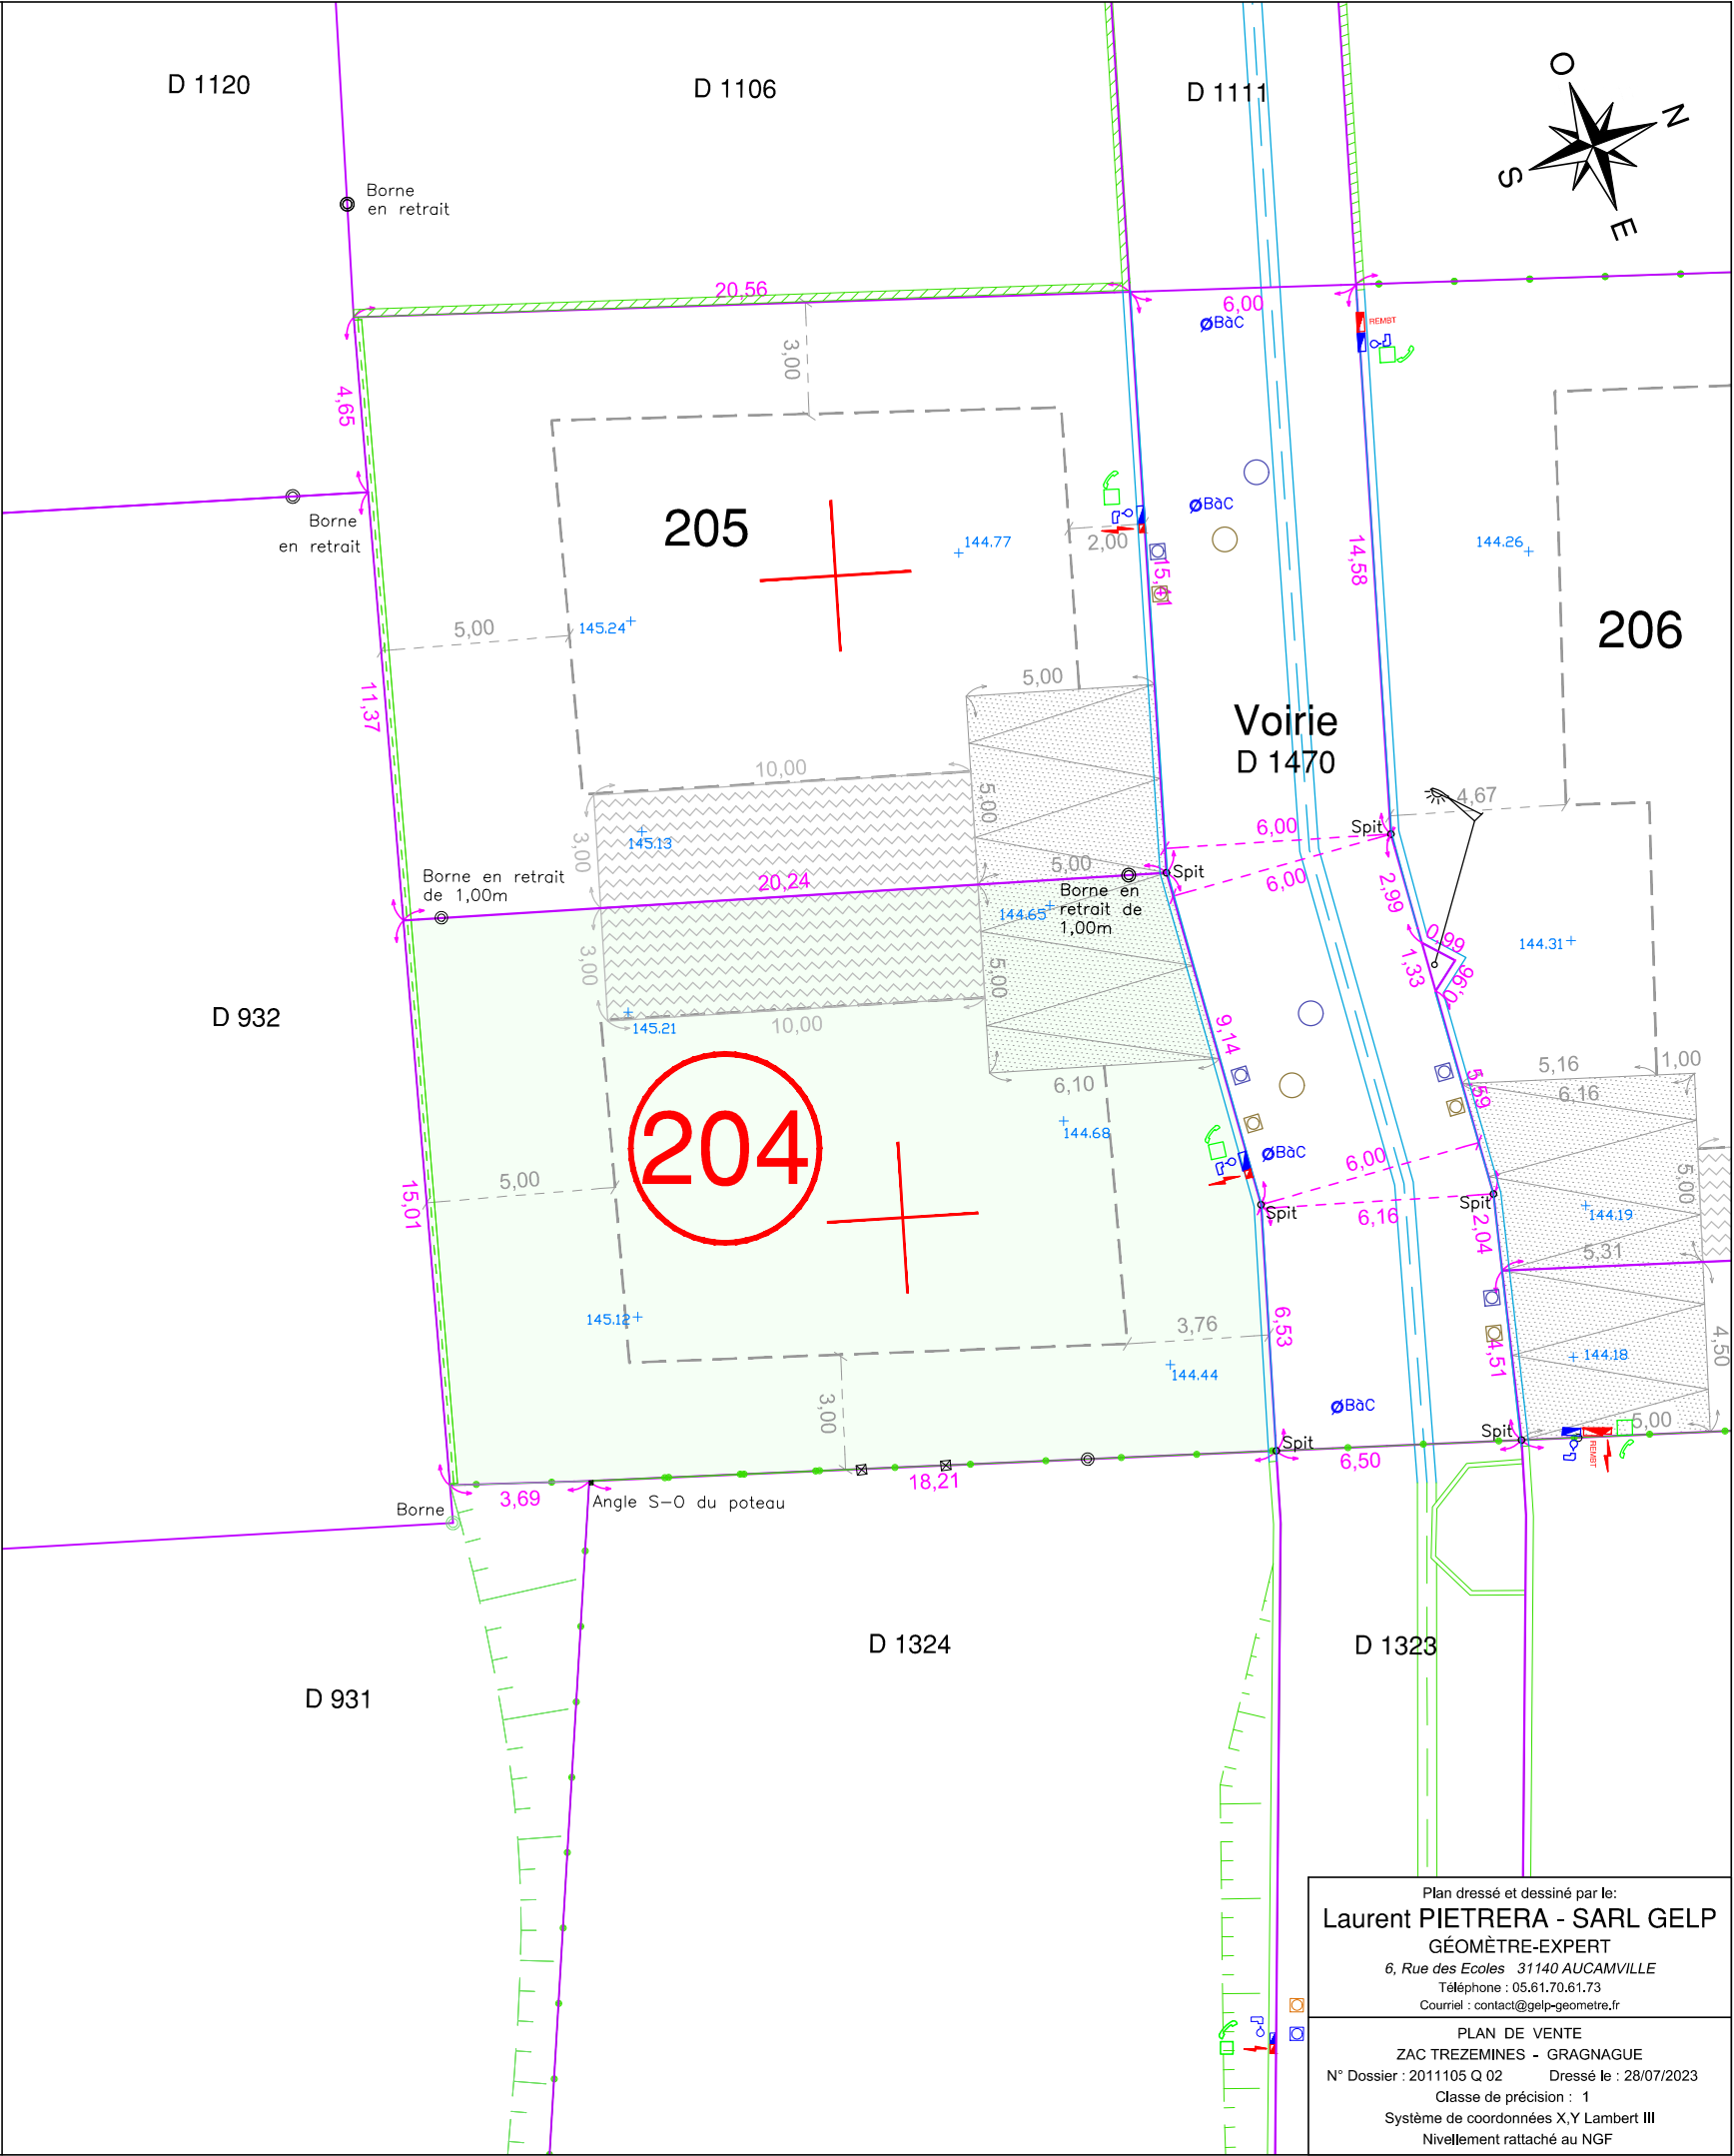 D 1120
D 1106
D 1111
O
N
S
E
Borne
en retrait
20,56
6,00
ØBàC
REMBT
3,00
4,65
Borne
en retrait
205
144.77
ØBàC
2,00
15,41
14,58
144.26
206
5,00
145.24
11,37
5,00
Voirie
D 1470
10,00
5,00
4,67
3,00
145.13
6,00
Spit
Borne en retrait
de 1,00m
20,24
5,00
Spit
6,00
2,99
144.65
Borne en
retrait de
1,00m
3,00
5,00
0,99
144.31
1,33
0,96
D 932
145.21
10,00
9,14
6,10
5,16
1,00
5,59
6,16
204
144.68
ØBàC
6,00
5,00
15,01
5,00
Spit
6,16
Spit
2,04
144.19
5,31
145.12
3,76
6,53
4,51
144.18
4,50
144.44
3,00
ØBàC
Spit
Spit
5,00
REMBT
6,50
3,69
Borne
Angle S-O du poteau
18,21
D 1324
D 1323
D 931
Plan dressé et dessiné par le:
Laurent PIETRERA - SARL GELP
GÉOMÈTRE-EXPERT
6, Rue des Ecoles 31140 AUCAMVILLE
Téléphone : 05.61.70.61.73
Courriel : contact@gelp-geometre.fr
PLAN DE VENTE
ZAC TREZEMINES - GRAGNAGUE
N° Dossier : 2011105 Q 02 Dressé le : 28/07/2023
Classe de précision : 1
Système de coordonnées X,Y Lambert III
Nivellement rattaché au NGF